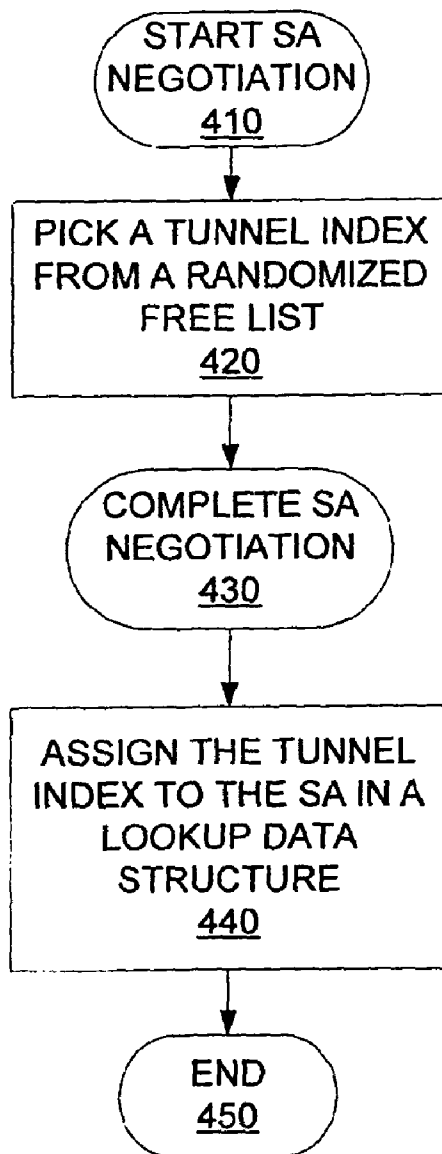 START SA
NEGOTIATION
410
PICK A TUNNEL INDEX
FROM A RANDOMIZED
FREE LIST
420
COMPLETE SA
NEGOTIATION
430
ASSIGN THE TUNNEL
INDEX TO THE SA IN A
LOOKUP DATA
STRUCTURE
440
END
450